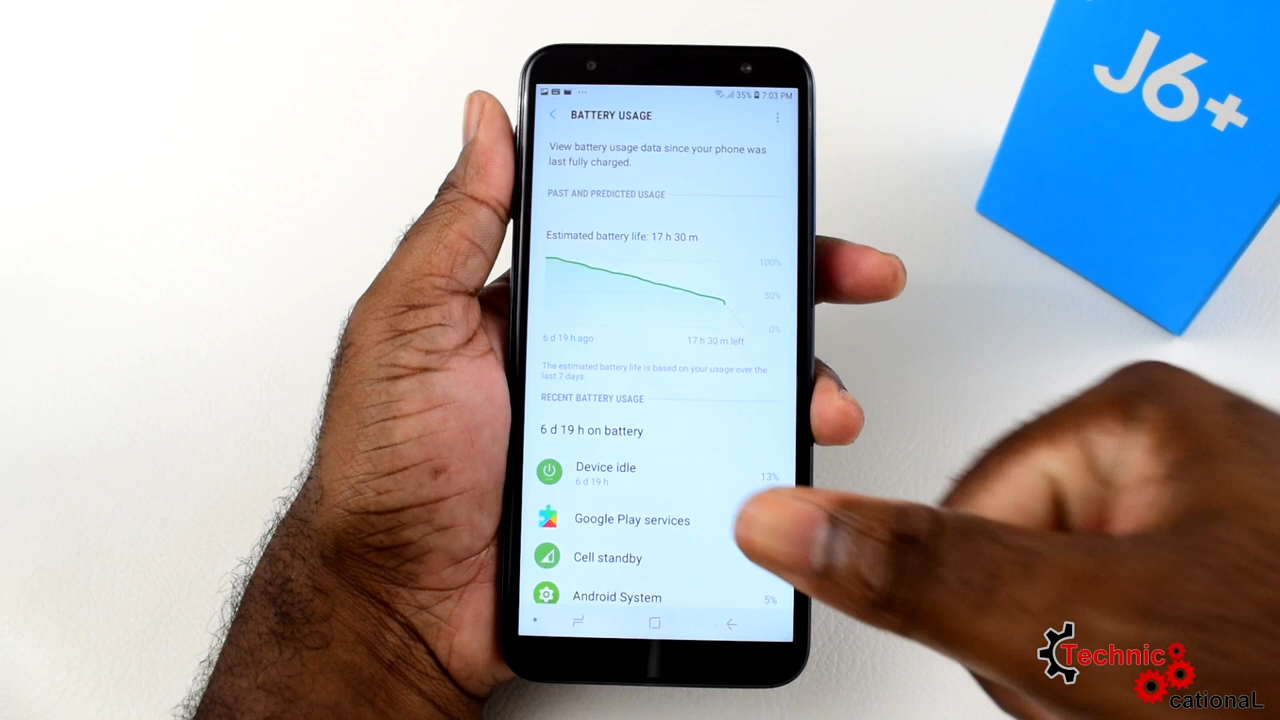 J6+
35% 7:03 PM
BATTERY USAGE
View battery usage data since your phone was
last fully charged.
PAST AND PREDICTED USAGE
Estimated battery life: 17 h 30 m
100%
50%
0%
6 d 19 h ago
17 h 30 m left
The estimated battery life is based on your usage over the
last 7 days.
RECENT BATTERY USAGE
6 d 19 h on battery
Device idle
6 d 19 h
13%
Google Play services
Cell standby
Android System
5%
Technic
cationaL